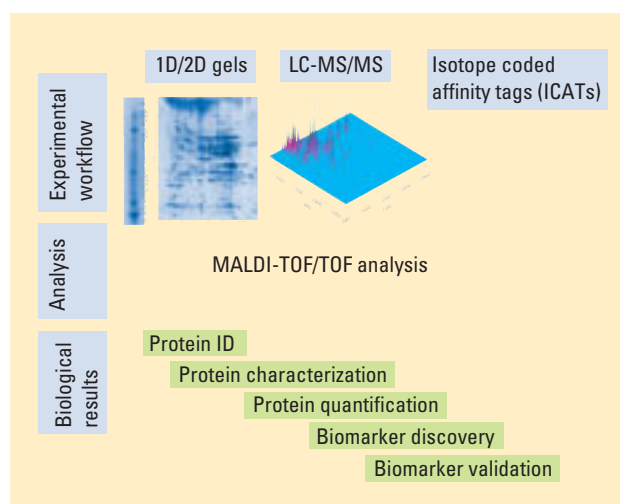 1D/2D gels
LC-MS/MS
Isotope coded
affinity tags (ICATs)
Experimental
workflow
Analysis
MALDI-TOF/TOF analysis
Biological
results
Protein ID
Protein characterization
Protein quantification
Biomarker discovery
Biomarker validation